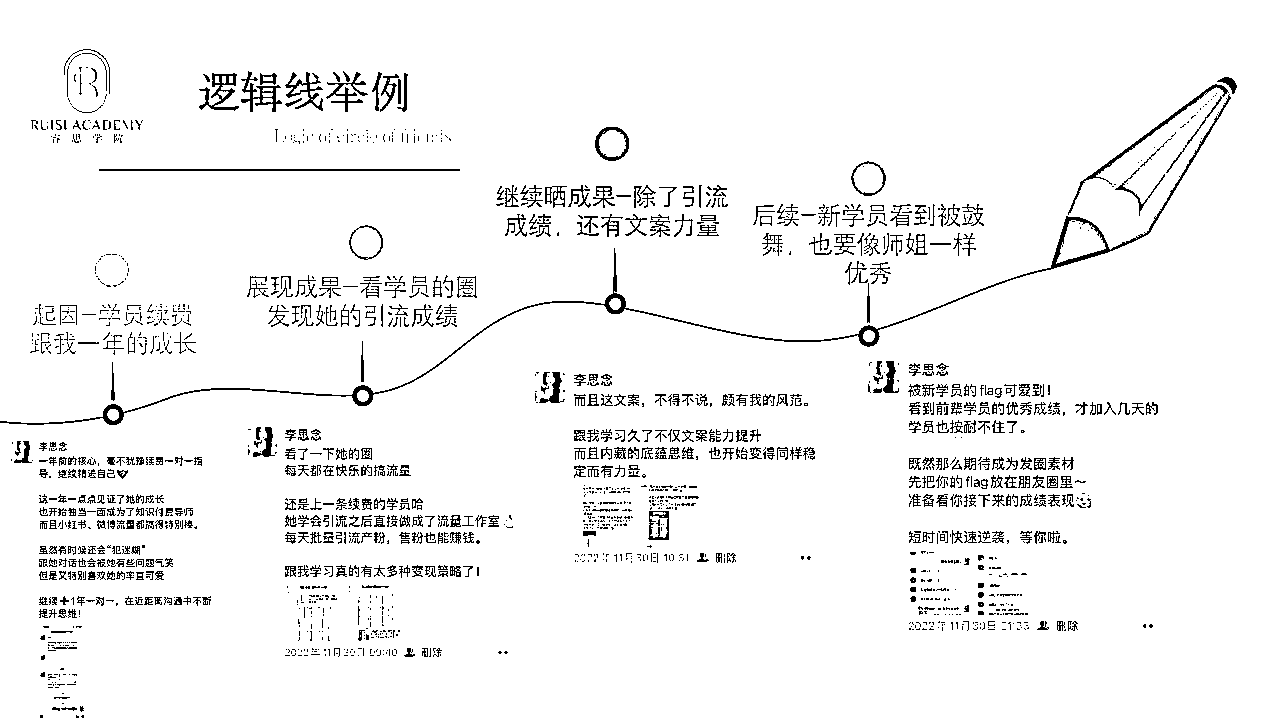 RUISI ACADEMY
睿 思 学 院
逻辑线举例
Logic of circle of friends
起因-学员续费
跟我一年的成长
展现成果-看学员的圈
发现她的引流成绩
继续晒成果-除了引流
成绩，还有文案力量
后续-新学员看到被鼓
舞，也要像师姐一样
优秀
李思念
一年前的核心，毫不犹豫续费一对一指
导，继续精进自己
这一年一点点见证了她的成长
也开始独当一面成为了知识付费导师
而且小红书、微博流量都搞得特别棒。
虽然有时候还会“犯迷糊”
跟她对话也会被她有些问题气笑
但是又特别喜欢她的率直可爱
继续➕1年一对一，在近距离沟通中不断
提升思维！
李思念
看了一下她的圈
每天都在快乐的搞流量
还是上一条续费的学员哈
她学会引流之后直接做成了流量工作室
每天批量引流产粉，售粉也能赚钱。
跟我学习真的有太多种变现策略了！
2022年11月30日 09:40 删除
李思念
而且这文案，不得不说，颇有我的风范。
跟我学习久了不仅文案能力提升
而且内藏的底蕴思维，也开始变得同样稳
定而有力量。
2022年11月30日 10:51 删除
李思念
被新学员的flag可爱到！
看到前辈学员的优秀成绩，才加入几天的
学员也按耐不住了。
既然那么期待成为发圈素材
先把你的flag放在朋友圈里～
准备看你接下来的成绩表现
短时间快速逆袭，等你啦。
2022年11月30日 21:33 删除